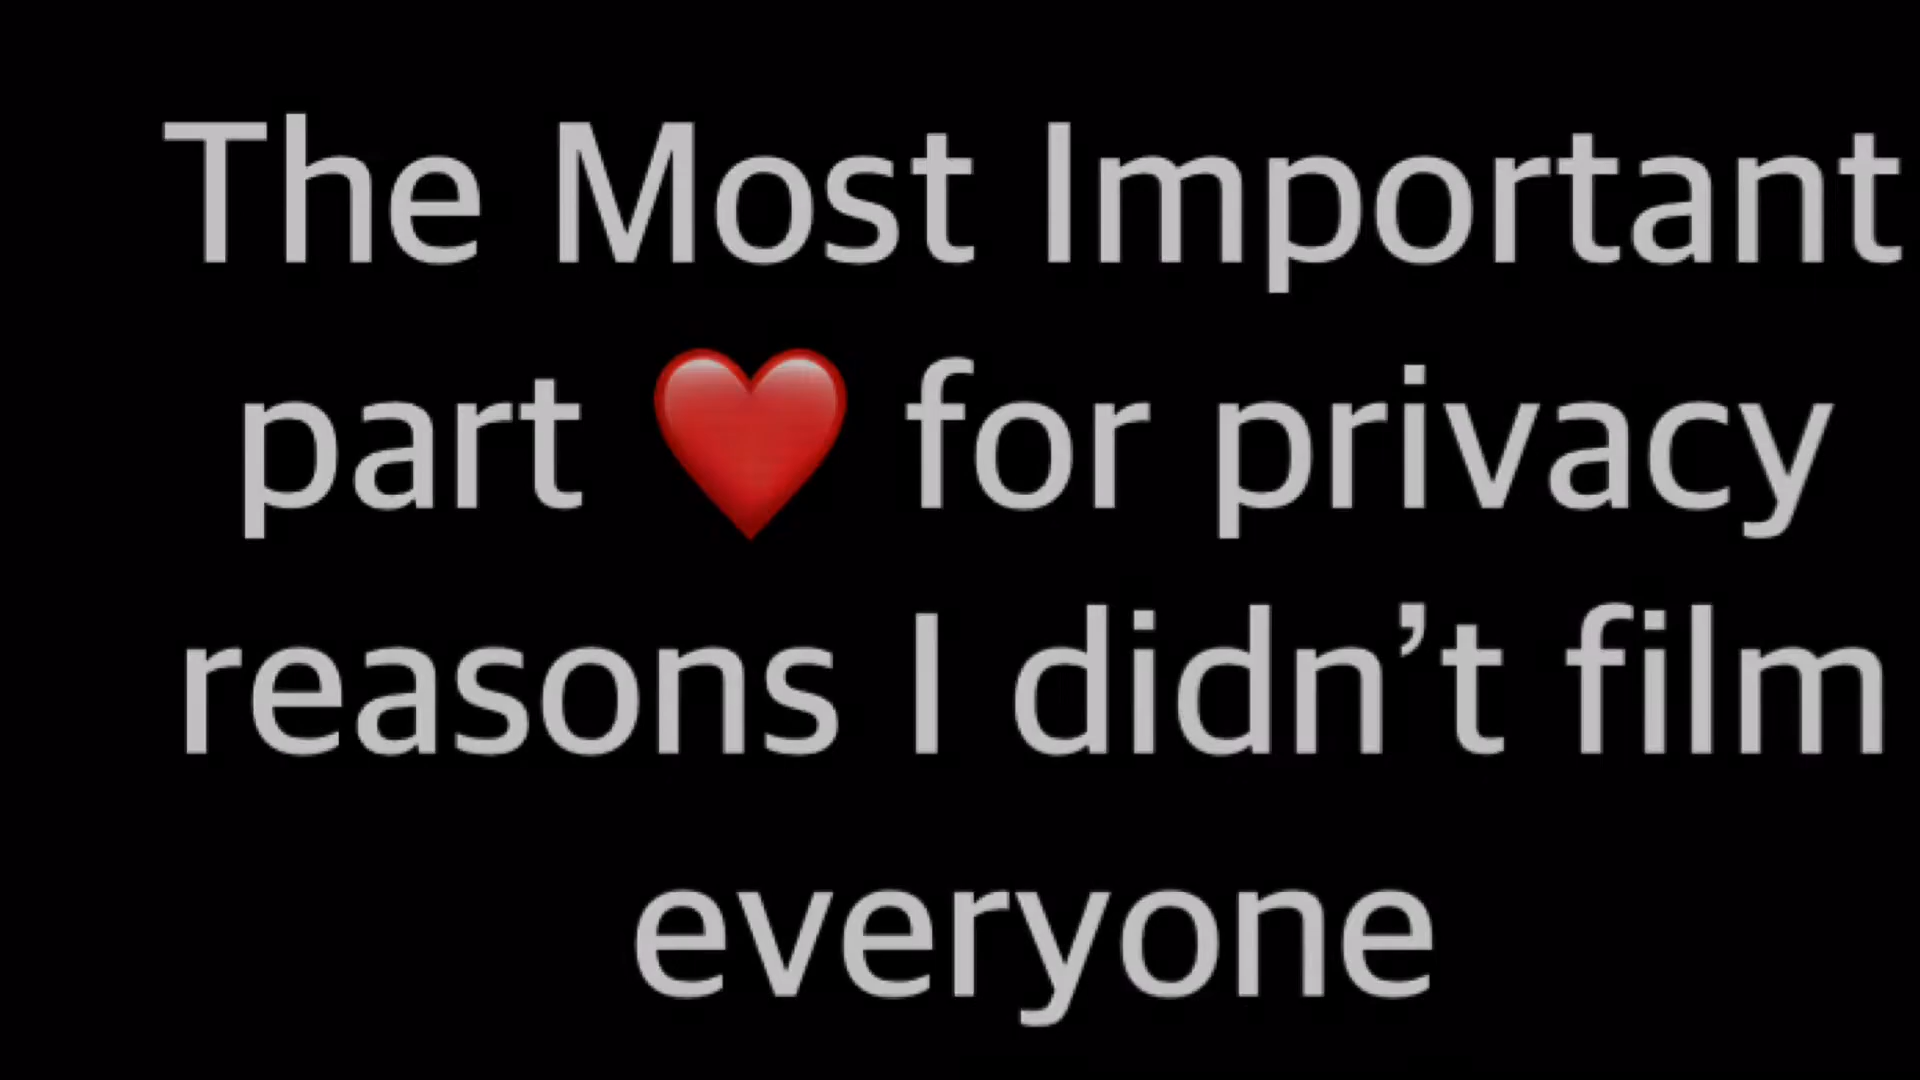 The Most Important
part ❤️ for privacy
reasons I didn’t film
everyone